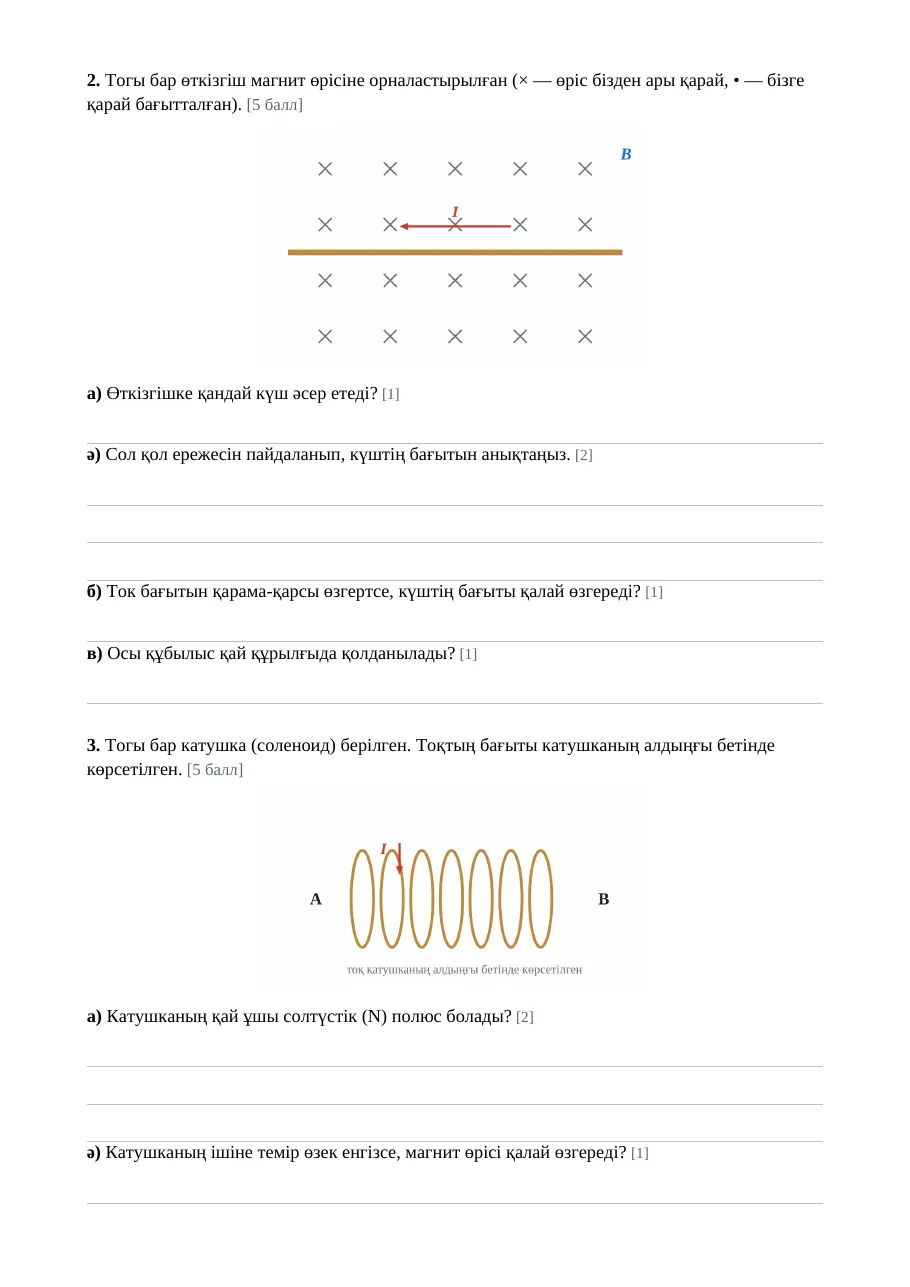 2. Тогы бар өткізгіш магнит өрісіне орналастырылған (× — өріс бізден ары қарай, • — бізге
қарай бағытталған). [5 балл]
B
I
а) Өткізгішке қандай күш әсер етеді? [1]
ә) Сол қол ережесін пайдаланып, күштің бағытын анықтаңыз. [2]
б) Ток бағытын қарама-қарсы өзгертсе, күштің бағыты қалай өзгереді? [1]
в) Осы құбылыс қай құрылғыда қолданылады? [1]
3. Тогы бар катушка (соленоид) берілген. Тоқтың бағыты катушканың алдыңғы бетінде
көрсетілген. [5 балл]
I
A
B
тоқ катушканың алдыңғы бетінде көрсетілген
а) Катушканың қай ұшы солтүстік (N) полюс болады? [2]
ә) Катушканың ішіне темір өзек енгізсе, магнит өрісі қалай өзгереді? [1]